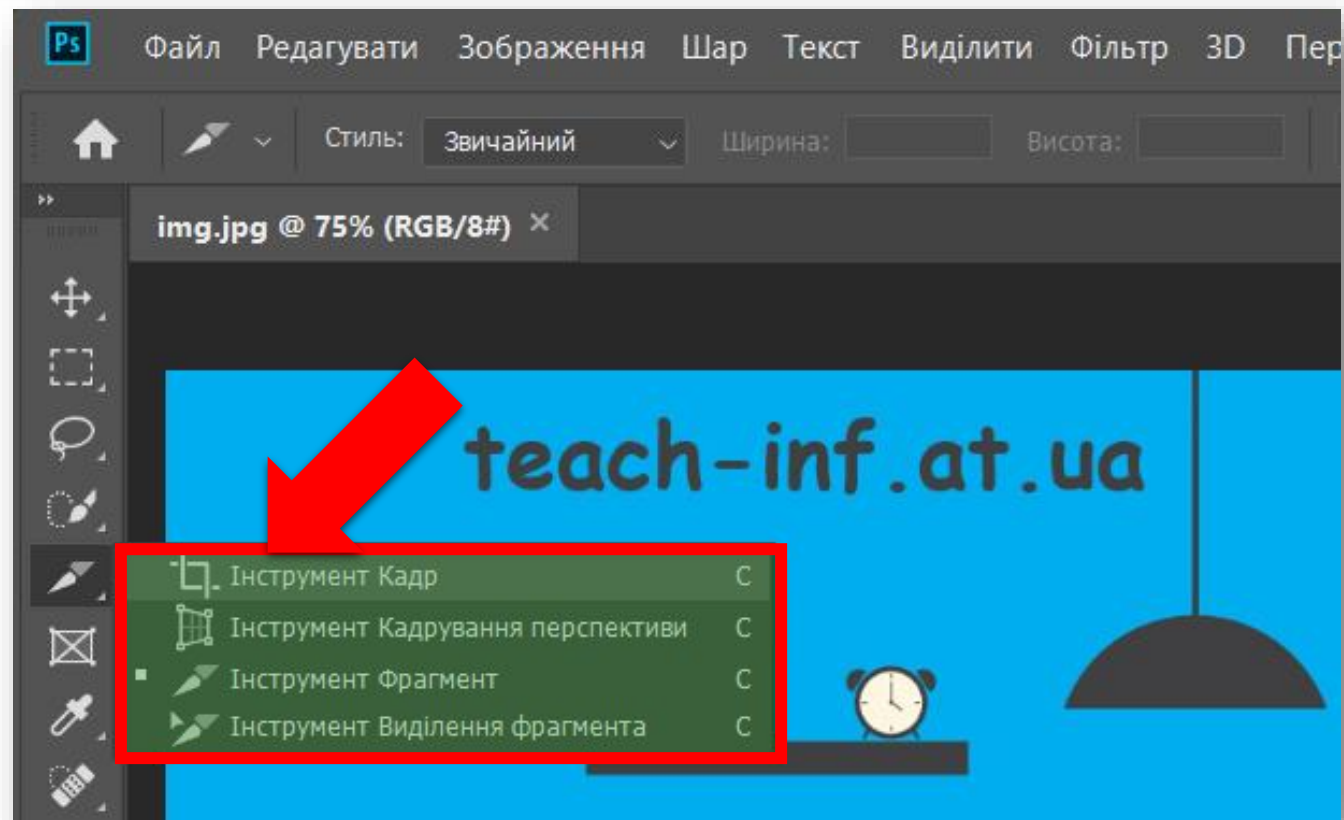 Ps Файл Редагувати Зображення Шар Текст Виділити Фільтр 3D Пер
Стиль: Звичайний Ширина: Висота:
img.jpg @ 75% (RGB/8#) ×
teach-inf.at.ua
Інструмент Кадр C
Інструмент Кадрування перспективи C
Інструмент Фрагмент C
Інструмент Виділення фрагмента C